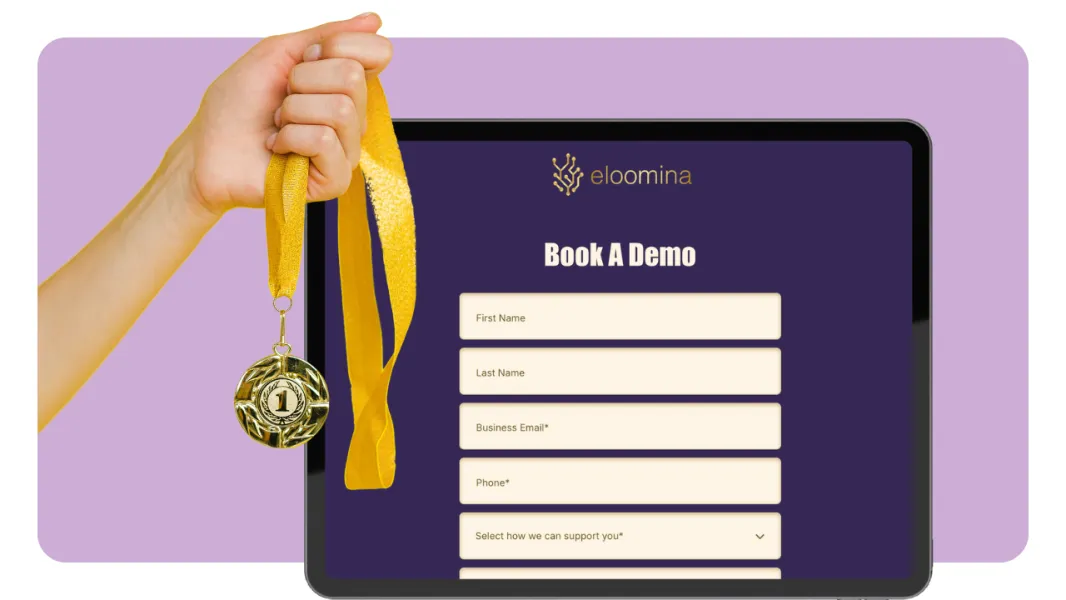 eloomina
Book A Demo
First Name
Last Name
Business Email*
Phone*
Select how we can support you*
1